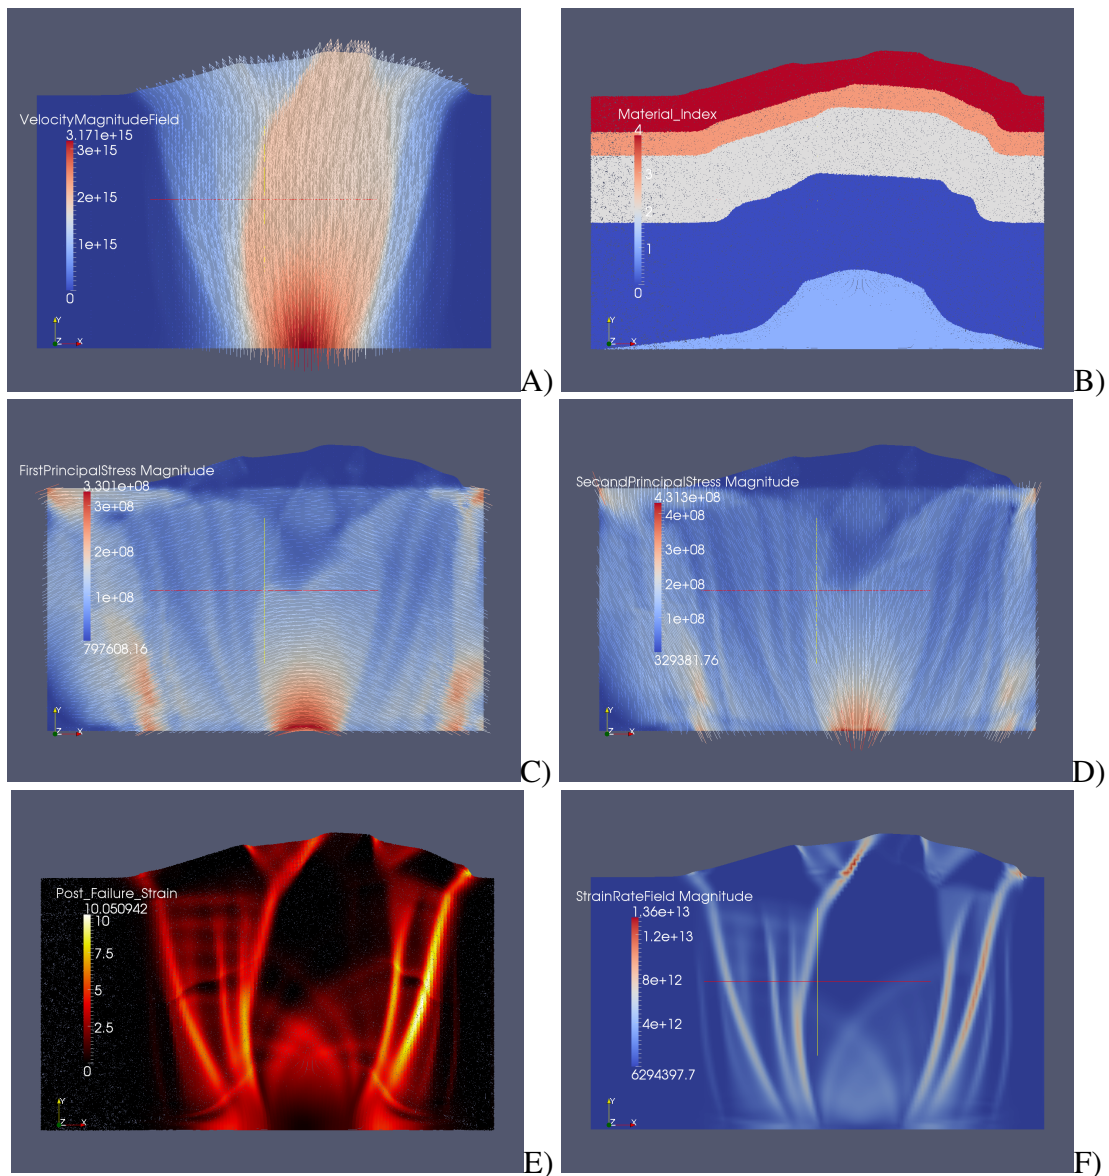 VelocityMagnitudeField
3.171e+15
3e+15
2e+15
1e+15
0
Y
Z X
A)
Material_Index
4
3
2
1
0
Y
Z X
B)
FirstPrincipalStress Magnitude
3.301e+08
3e+08
2e+08
1e+08
797608.16
Y
Z X
C)
SecandPrincipalStress Magnitude
4.313e+08
4e+08
3e+08
2e+08
1e+08
329381.76
Y
Z X
D)
Post_Failure_Strain
10.050942
10
7.5
5
2.5
0
Y
Z X
E)
StrainRateField Magnitude
1.36e+13
1.2e+13
8e+12
4e+12
6294397.7
Y
Z X
F)